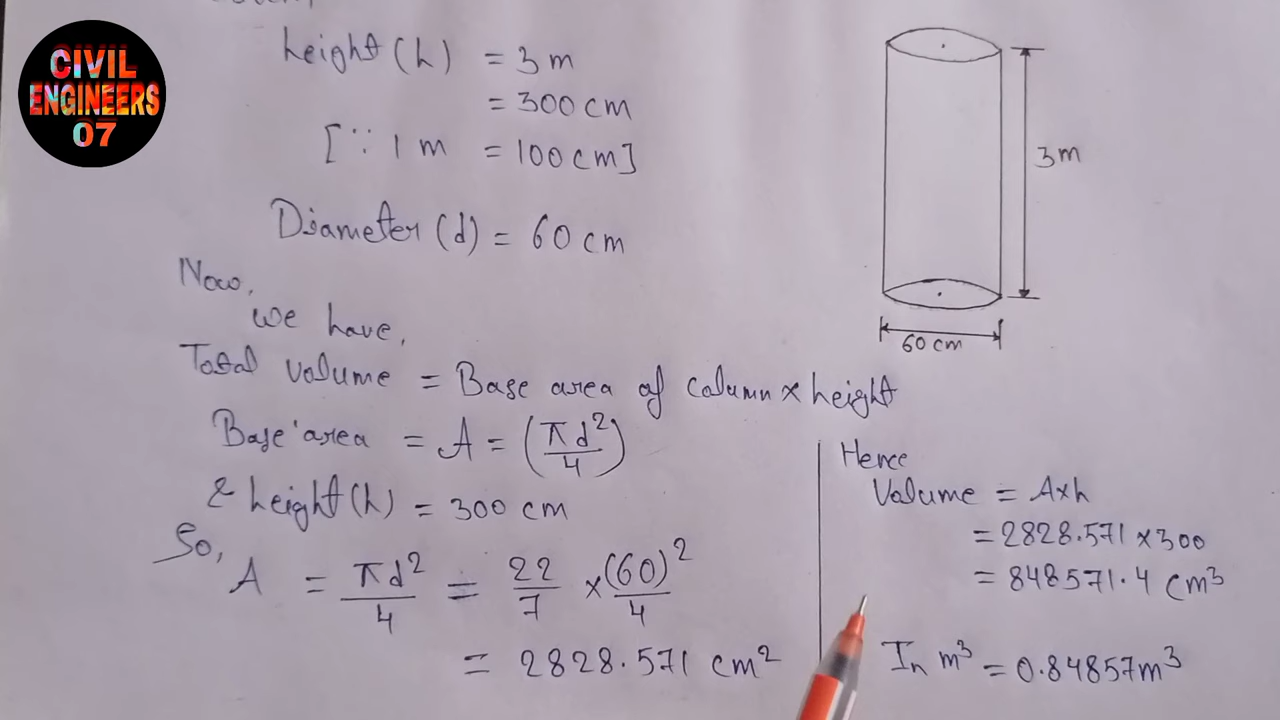 CIVIL
ENGINEERS
07
height (h) = 3 m
= 300 cm
[∵ 1 m = 100 cm]
Diameter (d) = 60 cm
3m
60 cm
Now,
we have,
Total volume = Base area of column × height
Base area = A = (πd²/4)
& height (h) = 300 cm
So,
A = πd²/4 = 22/7 × (60)²/4
= 2828.571 cm²
Hence
Volume = A×h
= 2828.571 × 300
= 848571.4 cm³
In m³ = 0.84857m³